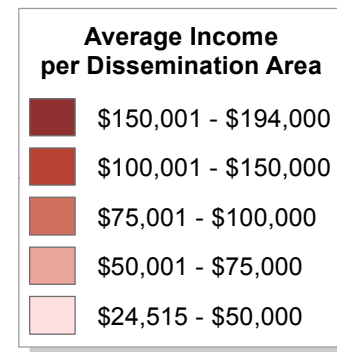 Average Income
per Dissemination Area
$150,001 - $194,000
$100,001 - $150,000
$75,001 - $100,000
$50,001 - $75,000
$24,515 - $50,000